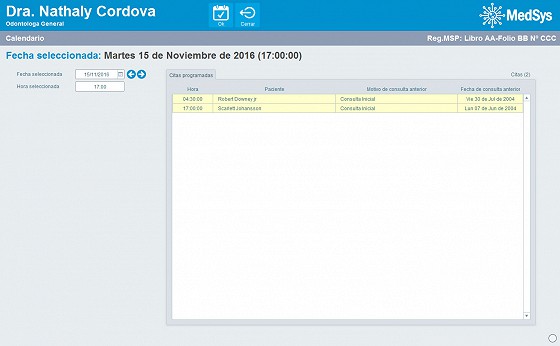 Dra. Nathaly Cordova
Odontologa General
Ok
Cerrar
MedSys
Calendario
Reg.MSP: Libro AA-Folio BB Nº CCC
Fecha seleccionada: Martes 15 de Noviembre de 2016 (17:00:00)
Fecha seleccionada 15/11/2016
Hora seleccionada 17:00
Citas programadas
Citas (2)
Hora Paciente Motivo de consulta anterior Fecha de consulta anterior
04:30:00 Robert Downey jr Consulta Inicial Vie 30 de Jul de 2004
17:00:00 Scarlett Johansson Consulta Inicial Lun 07 de Jun de 2004